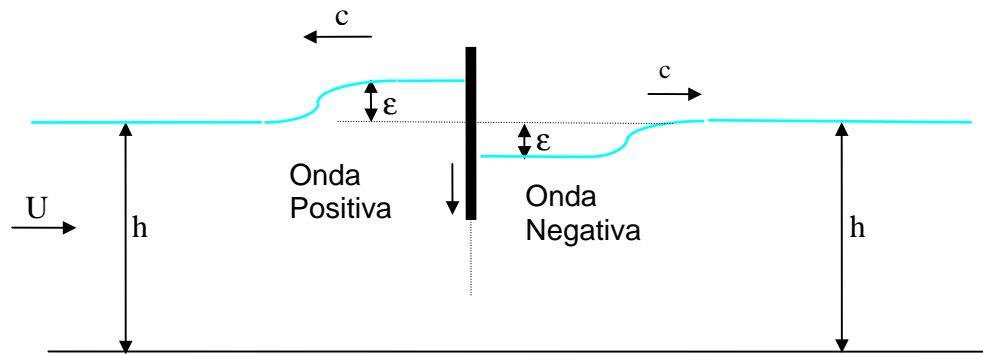 c
c
ε
ε
Onda
Positiva
Onda
Negativa
U
h
h